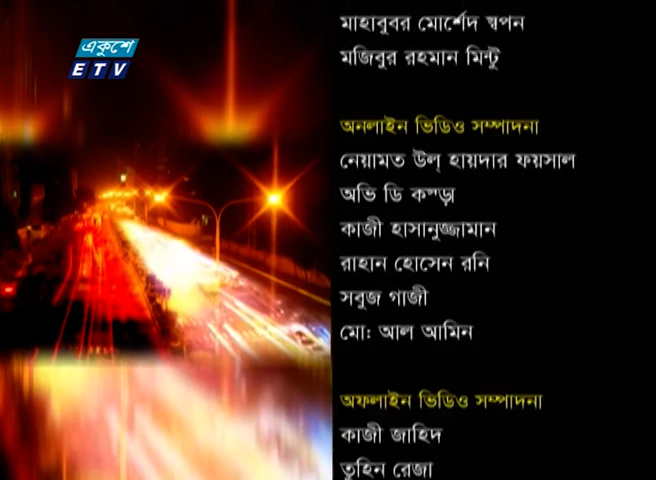 একুশে
ETV
মাহাবুবর মোর্শেদ স্বপন
মজিবুর রহমান মিন্টু
অনলাইন ভিডিও সম্পাদনা
নেয়ামত উল্ হায়দার ফয়সাল
অভি ডি কস্তা
কাজী হাসানুজ্জামান
রাহান হোসেন রনি
সবুজ গাজী
মো: আল আমিন
অফলাইন ভিডিও সম্পাদনা
কাজী জাহিদ
তুহিন রেজা